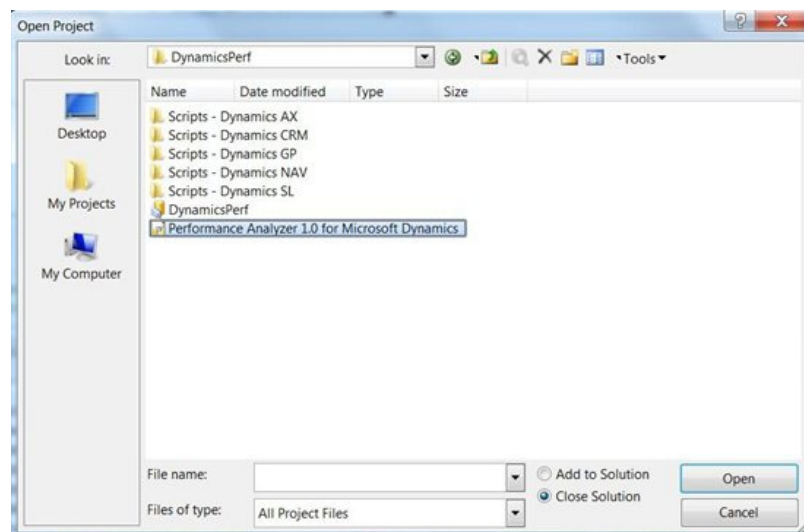 Open Project
Look in: DynamicsPerf Tools
Name Date modified Type Size
Scripts - Dynamics AX
Scripts - Dynamics CRM
Scripts - Dynamics GP
Scripts - Dynamics NAV
Scripts - Dynamics SL
DynamicsPerf
Performance Analyzer 1.0 for Microsoft Dynamics
Desktop
My Projects
My Computer
File name: Add to Solution Open
Close Solution
Files of type: All Project Files Cancel